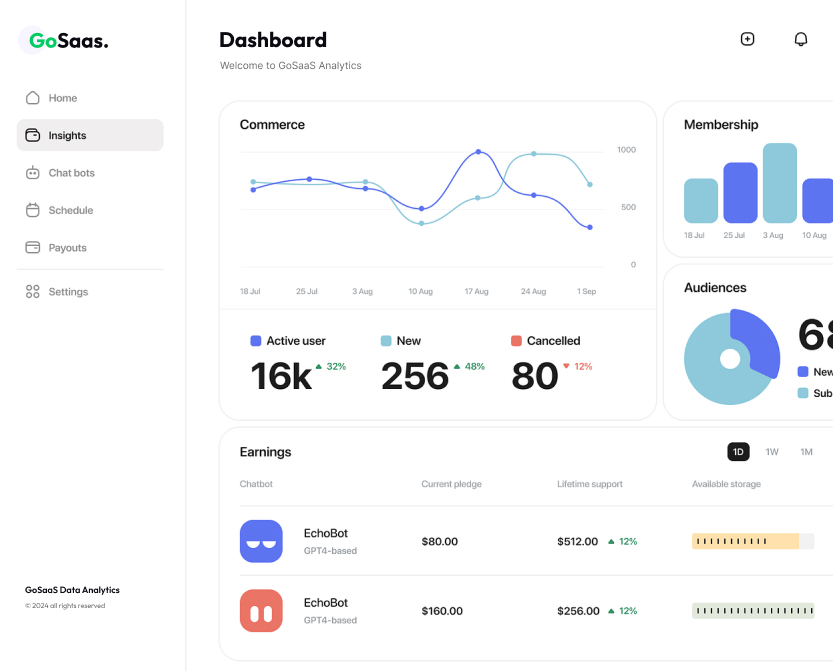 GoSaas.
Home
Insights
Chat bots
Schedule
Payouts
Settings
GoSaaS Data Analytics
© 2024 all rights reserved
Dashboard
Welcome to GoSaaS Analytics
Commerce
1000
500
0
18 Jul 25 Jul 3 Aug 10 Aug 17 Aug 24 Aug 1 Sep
Active user New Cancelled
16k 32% 256 48% 80 12%
Membership
18 Jul 25 Jul 3 Aug 10 Aug
Audiences
68
New
Sub
Earnings
1D 1W 1M
Chatbot Current pledge Lifetime support Available storage
EchoBot
GPT4-based
$80.00 $512.00 12%
EchoBot
GPT4-based
$160.00 $256.00 12%